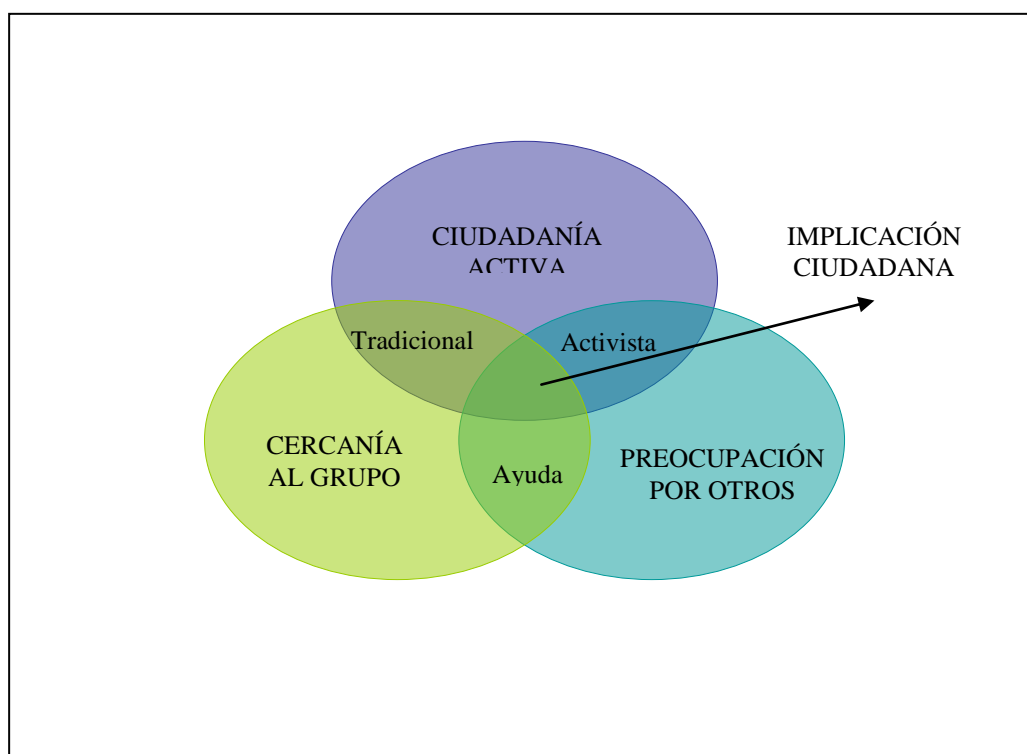 CIUDADANÍA
ACTIVA
IMPLICACIÓN
CIUDADANA
Tradicional
Activista
CERCANÍA
AL GRUPO
Ayuda
PREOCUPACIÓN
POR OTROS